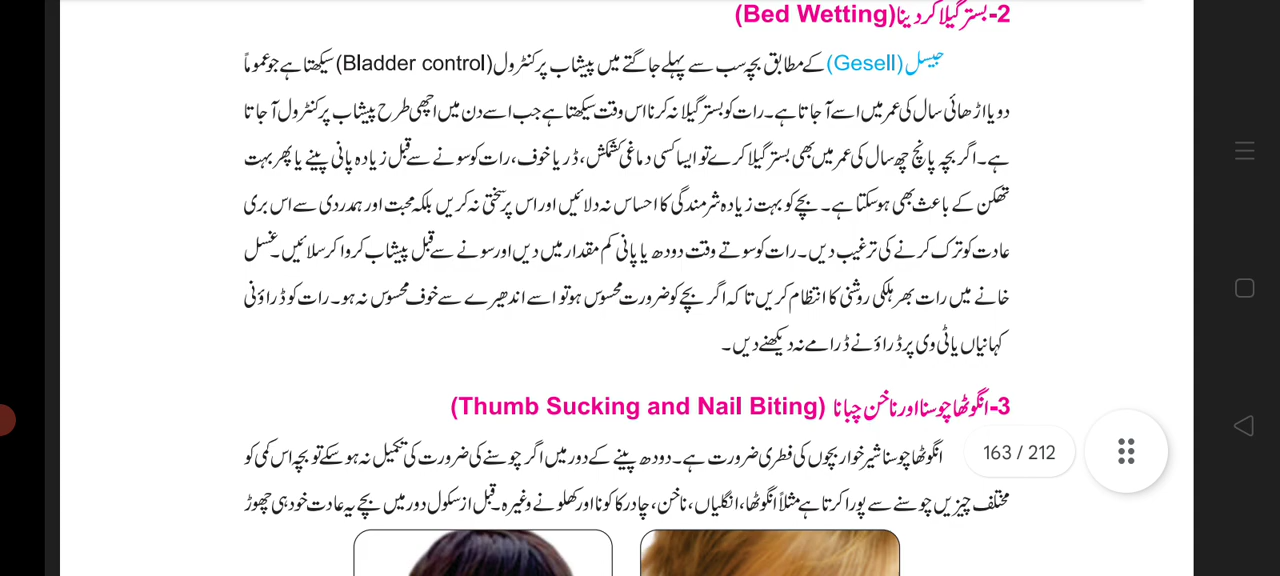 2- بستر گیلا کر دینا (Bed Wetting)
جیسل (Gesell) کے مطابق بچہ سب سے پہلے جاگتے میں پیشاب پر کنٹرول (Bladder control) سیکھتا ہے جو عموماً
دو یا اڑھائی سال کی عمر میں اسے آ جاتا ہے۔ رات کو بستر گیلا نہ کرنا اس وقت سیکھتا ہے جب اسے دن میں اچھی طرح پیشاب پر کنٹرول آ جاتا
ہے۔ اگر بچہ پانچ چھ سال کی عمر میں بھی بستر گیلا کرے تو ایسا کسی دماغی کشمکش، ڈر یا خوف، رات کو سونے سے قبل زیادہ پانی پینے یا پھر بہت
تھکن کے باعث بھی ہو سکتا ہے۔ بچے کو بہت زیادہ شرمندگی کا احساس نہ دلائیں اور اس پر سختی نہ کریں بلکہ محبت اور ہمدردی سے اس بری
عادت کو ترک کرنے کی ترغیب دیں۔ رات کو سوتے وقت دودھ یا پانی کم مقدار میں دیں اور سونے سے قبل پیشاب کروا کر سلائیں۔ غسل
خانے میں رات بھر ہلکی روشنی کا انتظام کریں تا کہ اگر بچے کو ضرورت محسوس ہو تو اسے اندھیرے سے خوف محسوس نہ ہو۔ رات کو ڈراؤنی
کہانیاں یا ٹی وی پر ڈراؤنے ڈرامے نہ دیکھنے دیں۔
3- انگوٹھا چوسنا اور ناخن چبانا (Thumb Sucking and Nail Biting)
انگوٹھا چوسنا شیر خوار بچوں کی فطری ضرورت ہے۔ دودھ پینے کے دور میں اگر چوسنے کی ضرورت کی تکمیل نہ ہو سکے تو بچہ اس کمی کو
163 / 212
مختلف چیزیں چوسنے سے پورا کرتا ہے مثلاً انگوٹھا، انگلیاں، ناخن، چادر کا کونا اور کھلونے وغیرہ۔ قبل از سکول دور میں بچے یہ عادت خود ہی چھوڑ